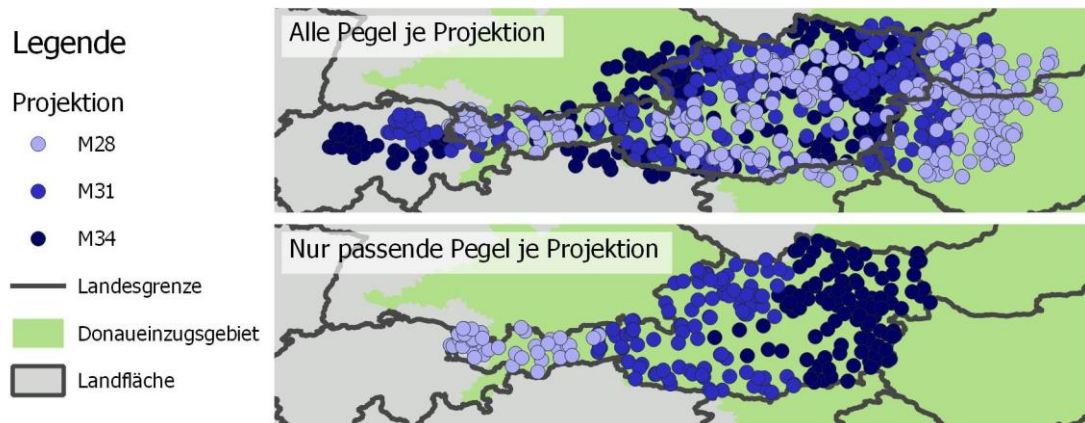 Legende
Projektion
M28
M31
M34
Landesgrenze
Donaueinzugsgebiet
Landfläche
Alle Pegel je Projektion
Nur passende Pegel je Projektion